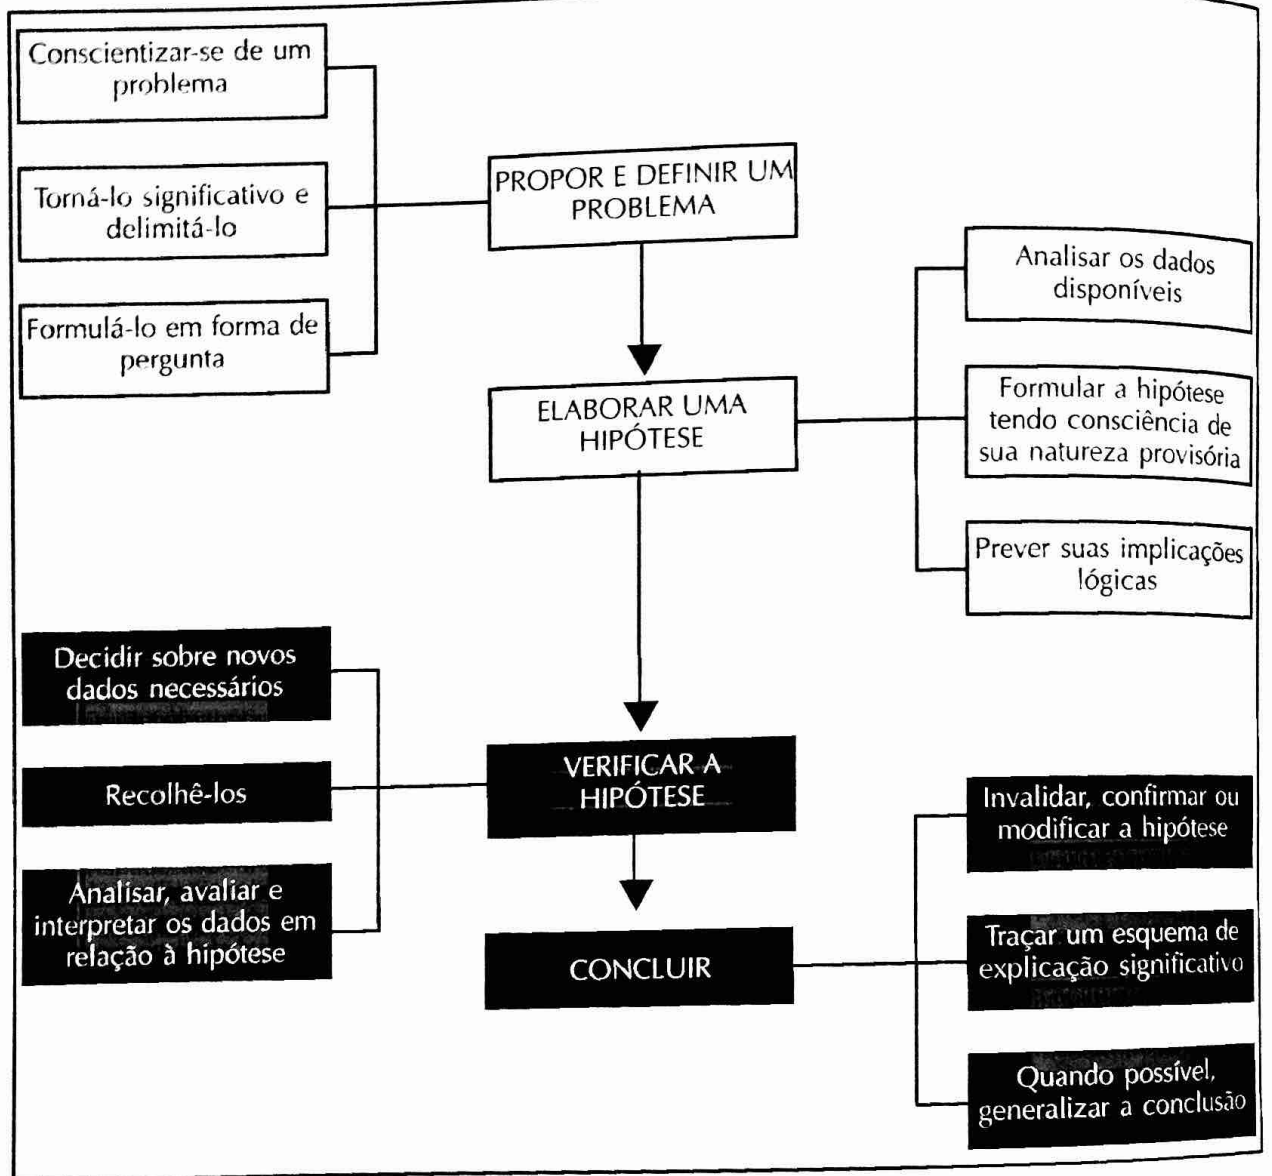 Conscientizar-se de um
problema
Torná-lo significativo e
delimitá-lo
Formulá-lo em forma de
pergunta
PROPOR E DEFINIR UM
PROBLEMA
ELABORAR UMA
HIPÓTESE
Analisar os dados
disponíveis
Formular a hipótese
tendo consciência de
sua natureza provisória
Prever suas implicações
lógicas
Decidir sobre novos
dados necessários
Recolhê-los
Analisar, avaliar e
interpretar os dados em
relação à hipótese
VERIFICAR A
HIPÓTESE
CONCLUIR
Invalidar, confirmar ou
modificar a hipótese
Traçar um esquema de
explicação significativo
Quando possível,
generalizar a conclusão